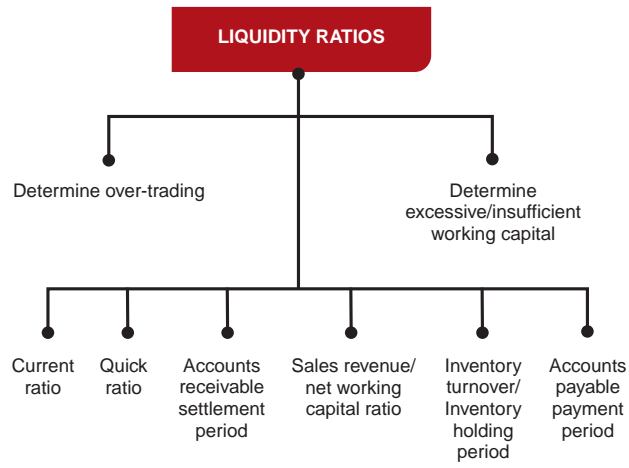 LIQUIDITY RATIOS
Determine over-trading
Determine
excessive/insufficient
working capital
Current
ratio
Quick
ratio
Accounts
receivable
settlement
period
Sales revenue/
net working
capital ratio
Inventory
turnover/
Inventory
holding
period
Accounts
payable
payment
period